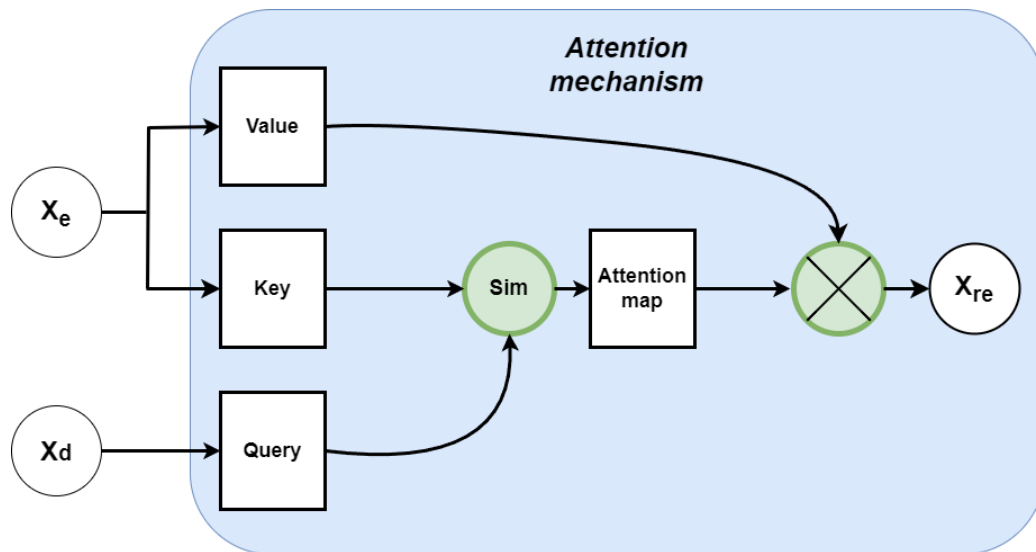 Attention
mechanism
Value
Xe
Key
Sim
Attention
map
Xre
Xd
Query